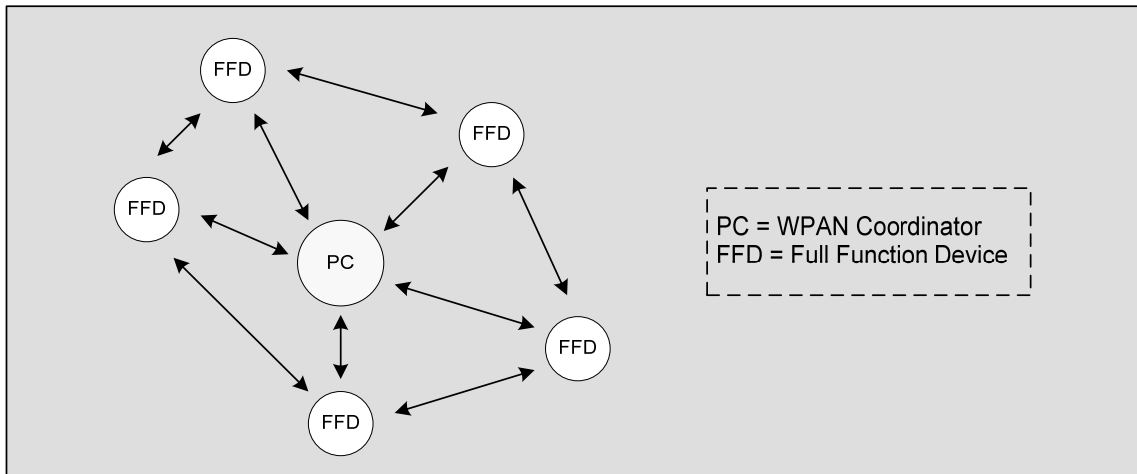 FFD
FFD
FFD
PC
FFD
FFD
PC = WPAN Coordinator
FFD = Full Function Device